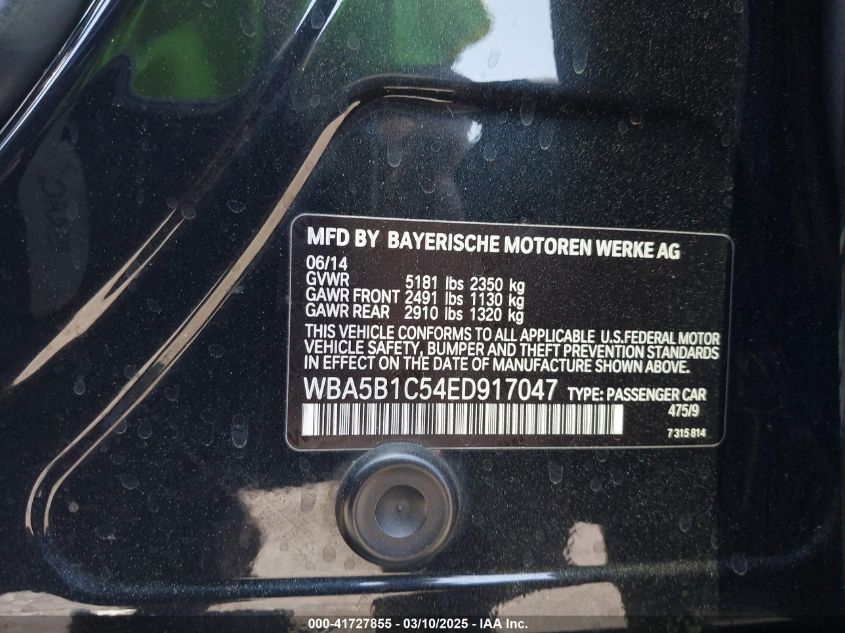 MFD BY BAYERISCHE MOTOREN WERKE AG
06/14
GVWR 5181 lbs 2350 kg
GAWR FRONT 2491 lbs 1130 kg
GAWR REAR 2910 lbs 1320 kg
THIS VEHICLE CONFORMS TO ALL APPLICABLE U.S.FEDERAL MOTOR
VEHICLE SAFETY, BUMPER AND THEFT PREVENTION STANDARDS
IN EFFECT ON THE DATE OF MANUFACTURE SHOWN ABOVE.
WBA5B1C54ED917047 TYPE: PASSENGER CAR
475/9
7 315 814
000-41727855 — 03/10/2025 — IAA Inc.